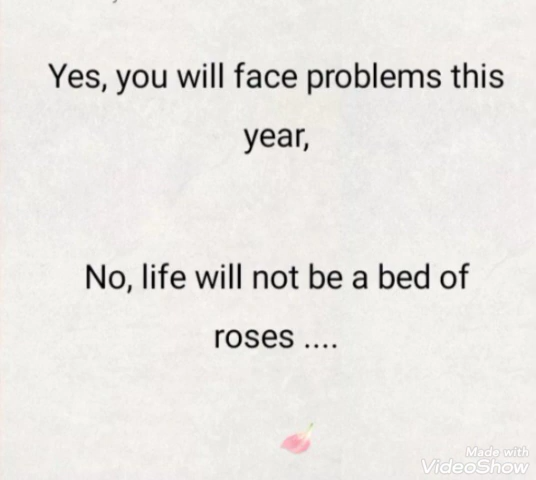 Yes, you will face problems this
year,
No, life will not be a bed of
roses ....
Made with
VideoShow